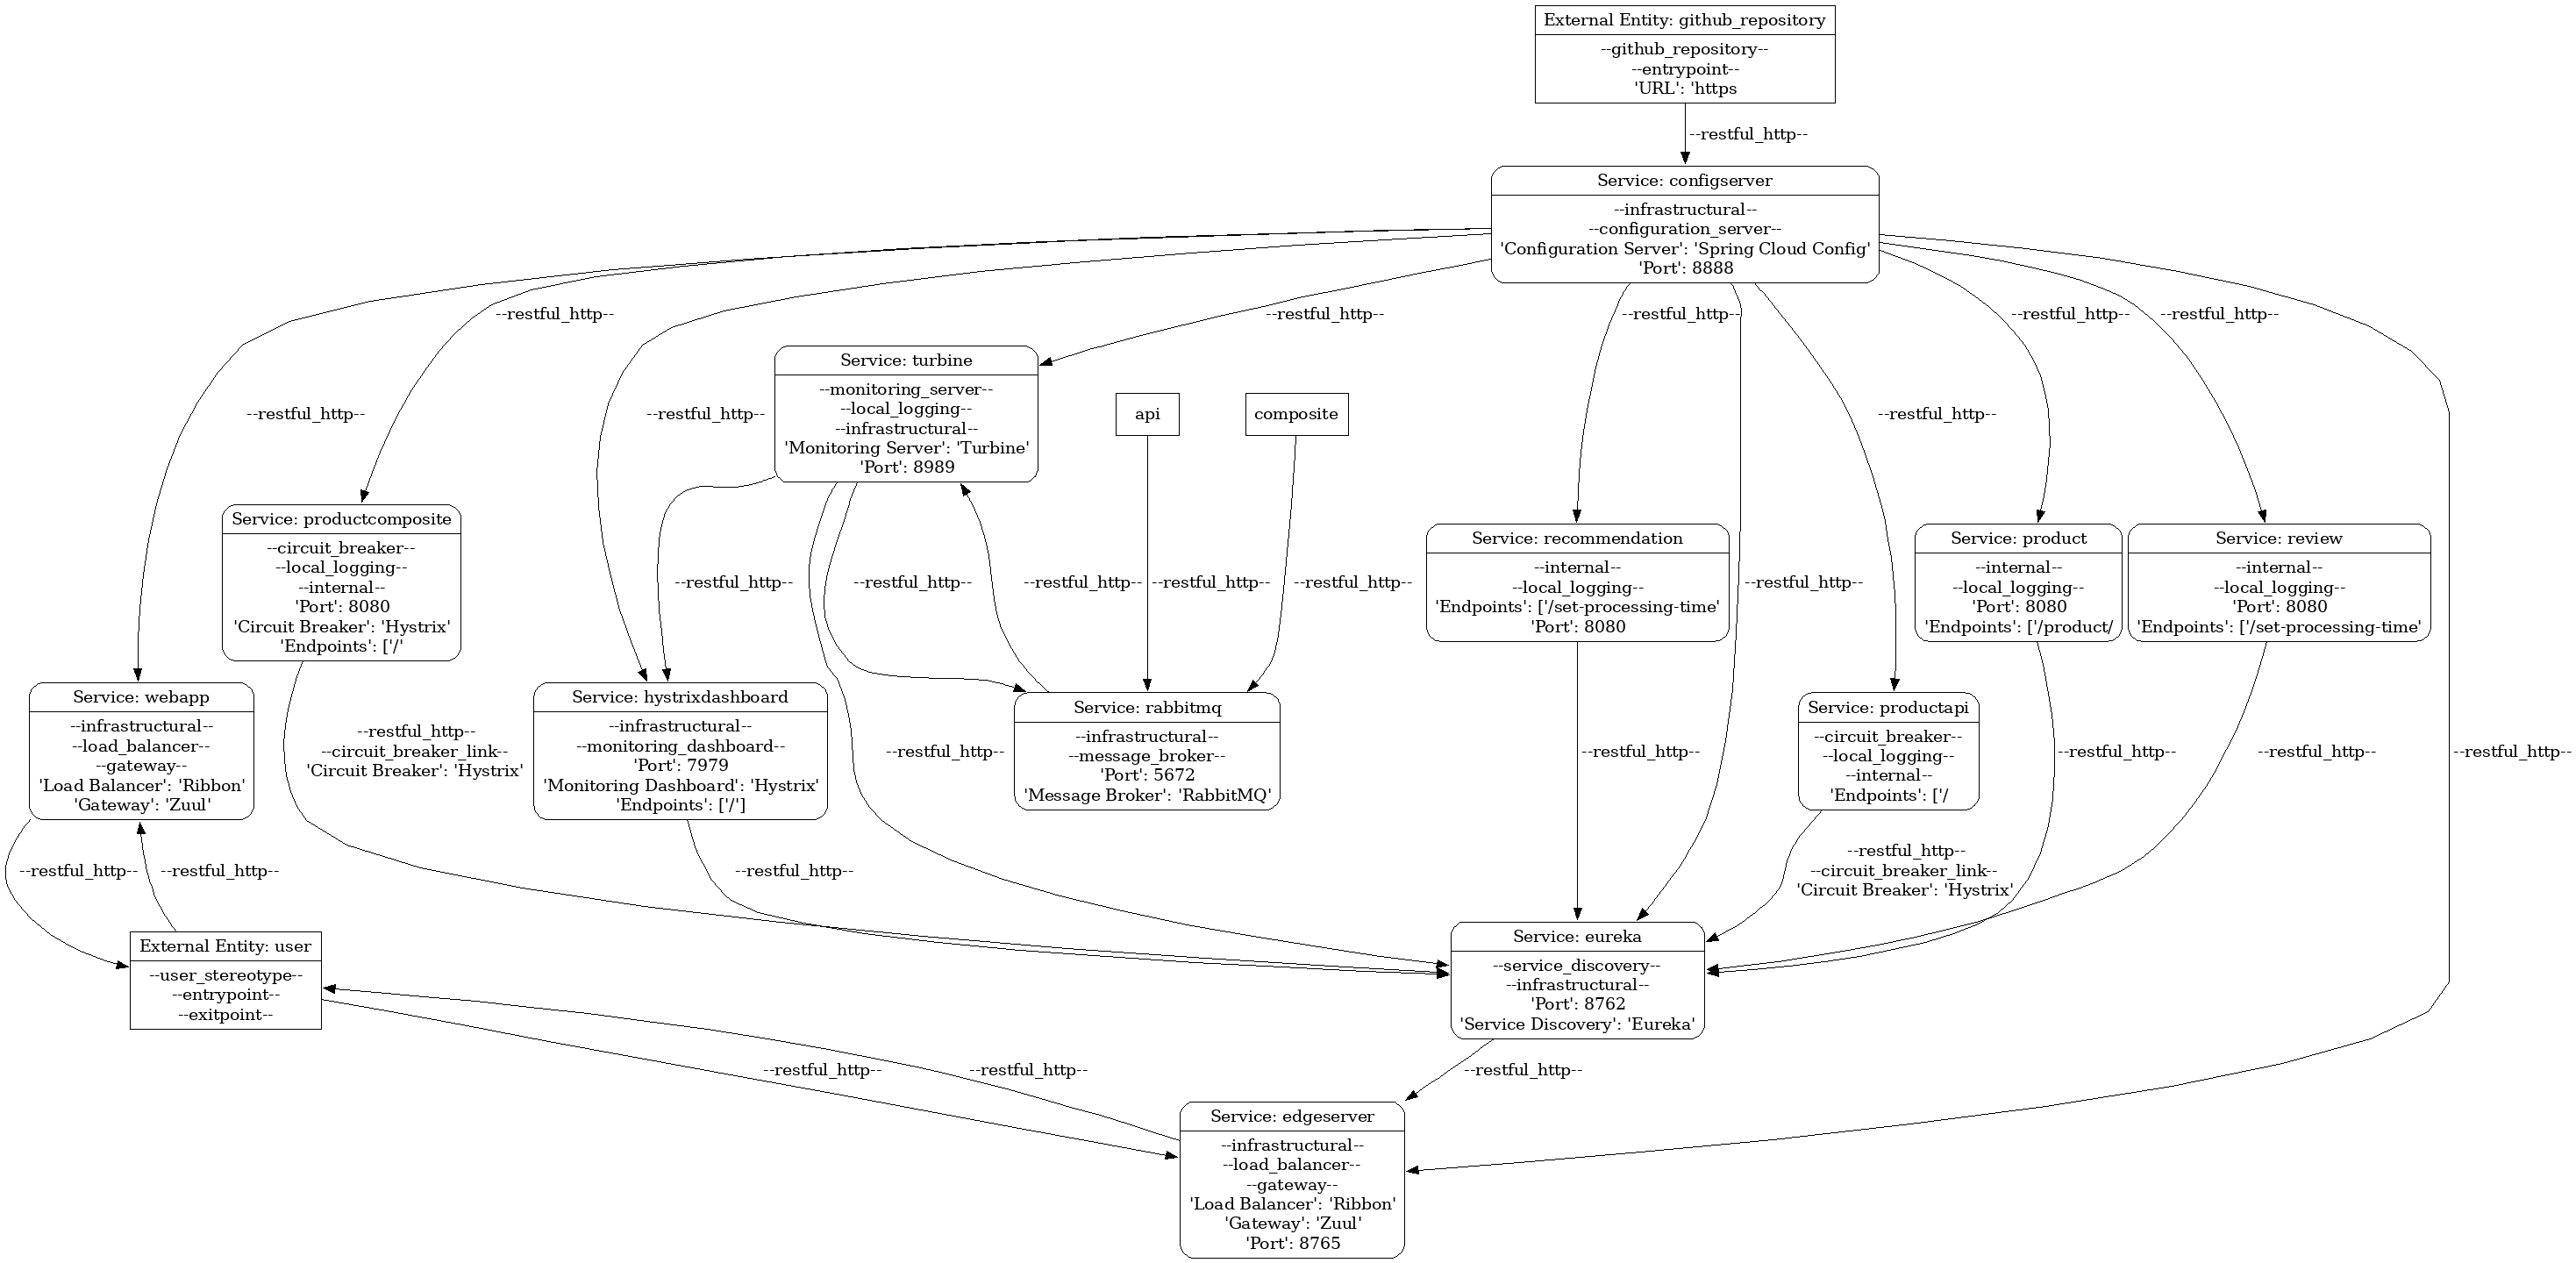 External Entity: github_repository
--github_repository--
--entrypoint--
'URL': 'https
--restful_http--
Service: configserver
--infrastructural--
--configuration_server--
'Configuration Server': 'Spring Cloud Config'
'Port': 8888
--restful_http--
--restful_http--
--restful_http--
--restful_http--
--restful_http--
Service: turbine
--monitoring_server--
--local_logging--
--infrastructural--
'Monitoring Server': 'Turbine'
'Port': 8989
--restful_http--
--restful_http--
api
composite
--restful_http--
Service: productcomposite
--circuit_breaker--
--local_logging--
--internal--
'Port': 8080
'Circuit Breaker': 'Hystrix'
'Endpoints': ['/'
--restful_http--
--restful_http--
--restful_http--
--restful_http--
--restful_http--
Service: recommendation
--internal--
--local_logging--
'Endpoints': ['/set-processing-time'
'Port': 8080
--restful_http--
Service: product
--internal--
--local_logging--
'Port': 8080
'Endpoints': ['/product/
Service: review
--internal--
--local_logging--
'Port': 8080
'Endpoints': ['/set-processing-time'
Service: webapp
--infrastructural--
--load_balancer--
--gateway--
'Load Balancer': 'Ribbon'
'Gateway': 'Zuul'
--restful_http--
--circuit_breaker_link--
'Circuit Breaker': 'Hystrix'
Service: hystrixdashboard
--infrastructural--
--monitoring_dashboard--
'Port': 7979
'Monitoring Dashboard': 'Hystrix'
'Endpoints': ['/']
--restful_http--
Service: rabbitmq
--infrastructural--
--message_broker--
'Port': 5672
'Message Broker': 'RabbitMQ'
--restful_http--
Service: productapi
--circuit_breaker--
--local_logging--
--internal--
'Endpoints': ['/
--restful_http--
--restful_http--
--restful_http--
--restful_http--
--restful_http--
--restful_http--
--restful_http--
--circuit_breaker_link--
'Circuit Breaker': 'Hystrix'
External Entity: user
--user_stereotype--
--entrypoint--
--exitpoint--
Service: eureka
--service_discovery--
--infrastructural--
'Port': 8762
'Service Discovery': 'Eureka'
--restful_http--
--restful_http--
--restful_http--
Service: edgeserver
--infrastructural--
--load_balancer--
--gateway--
'Load Balancer': 'Ribbon'
'Gateway': 'Zuul'
'Port': 8765